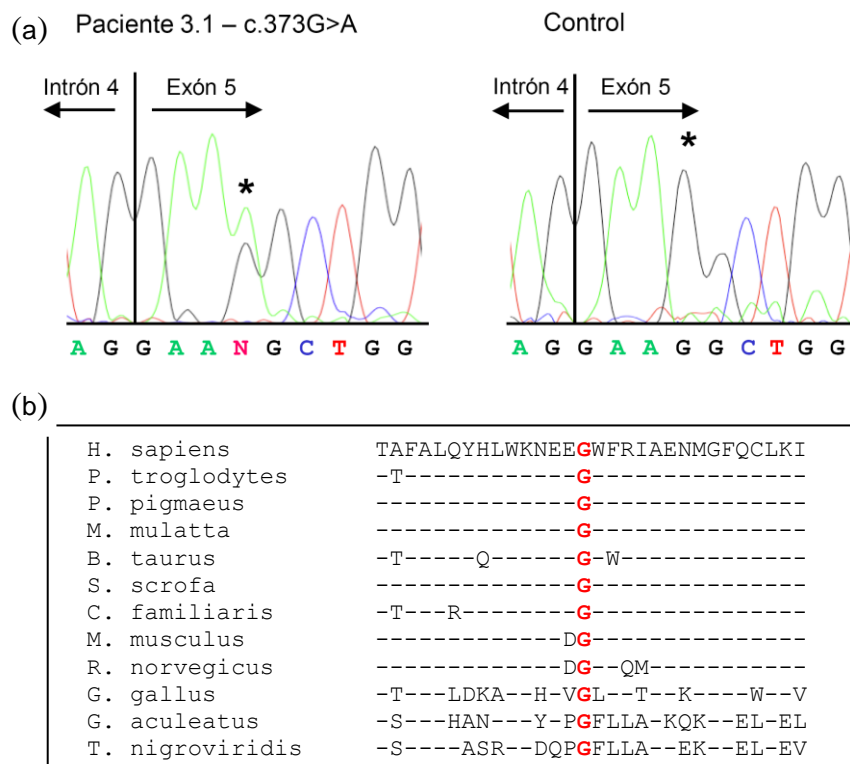 (a) Paciente 3.1 – c.373G>A Control
Intrón 4 Exón 5 Intrón 4 Exón 5
* *
A G G A A N G C T G G A G G A A G G C T G G
(b)
H. sapiens TAFALQYHLWKNEEGWFRIAENMGFQCLKI
P. troglodytes -T------------G---------------
P. pigmaeus --------------G---------------
M. mulatta --------------G---------------
B. taurus -T-----Q------G-W-------------
S. scrofa --------------G---------------
C. familiaris -T---R--------G---------------
M. musculus -------------DG---------------
R. norvegicus -------------DG--QM-----------
G. gallus -T---LDKA--H-VGL--T--K----W--V
G. aculeatus -S---HAN---Y-PGFLLA-KQK--EL-EL
T. nigroviridis -S----ASR--DQPGFLLA--EK--EL-EV